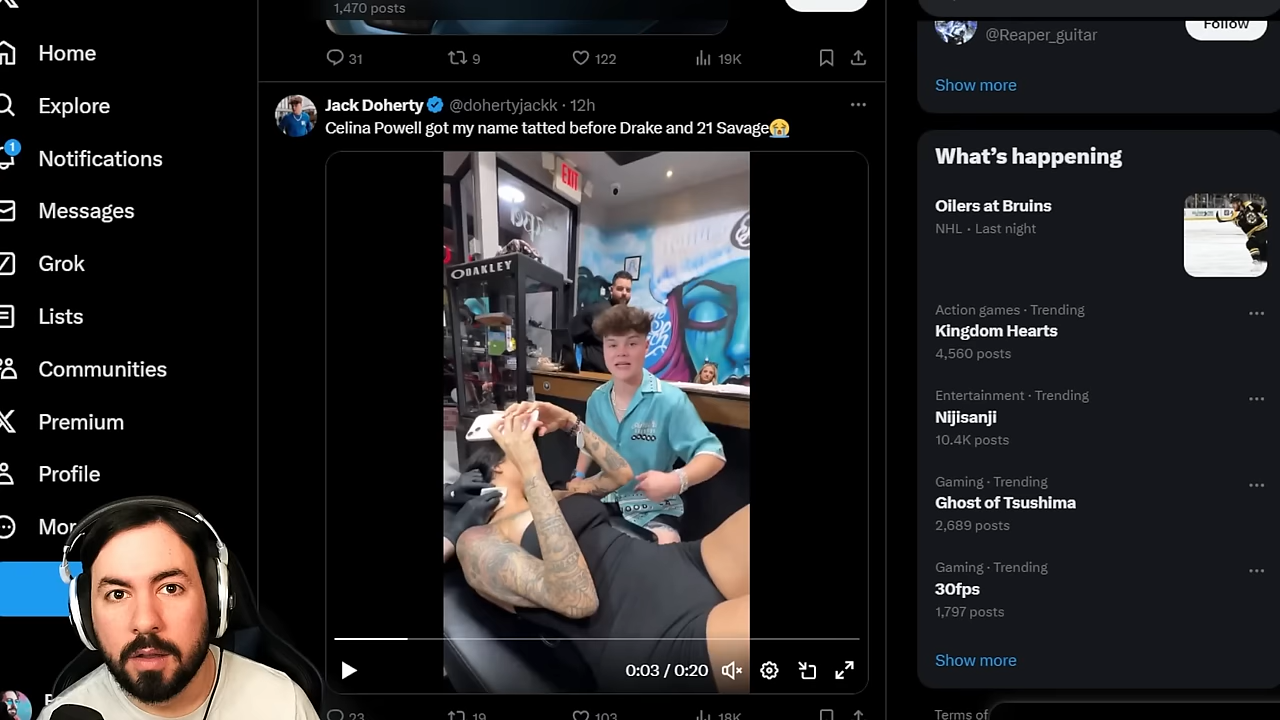 1,470 posts
31
9
122
19K
Jack Doherty @dohertyjackk · 12h
Celina Powell got my name tatted before Drake and 21 Savage😭
EXIT
OAKLEY
0:03 / 0:20
23
19
103
18K
Home
Explore
1
Notifications
Messages
Grok
Lists
Communities
Premium
Profile
Mor
@Reaper_guitar
Follow
Show more
What’s happening
Oilers at Bruins
NHL · Last night
Action games · Trending
Kingdom Hearts
4,560 posts
Entertainment · Trending
Nijisanji
10.4K posts
Gaming · Trending
Ghost of Tsushima
2,689 posts
Gaming · Trending
30fps
1,797 posts
Show more
Terms of